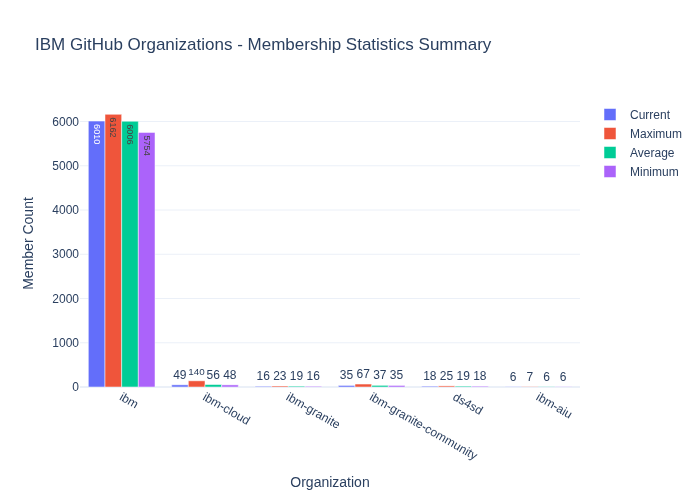 IBM GitHub Organizations - Membership Statistics Summary
Current
Maximum
Average
Minimum
Member Count
6000
5000
4000
3000
2000
1000
0
6010
6162
6006
5754
49 140 56 48
16 23 19 16
35 67 37 35
18 25 19 18
6 7 6 6
ibm
ibm-cloud
ibm-granite
ibm-granite-community
ds4sd
ibm-aiu
Organization